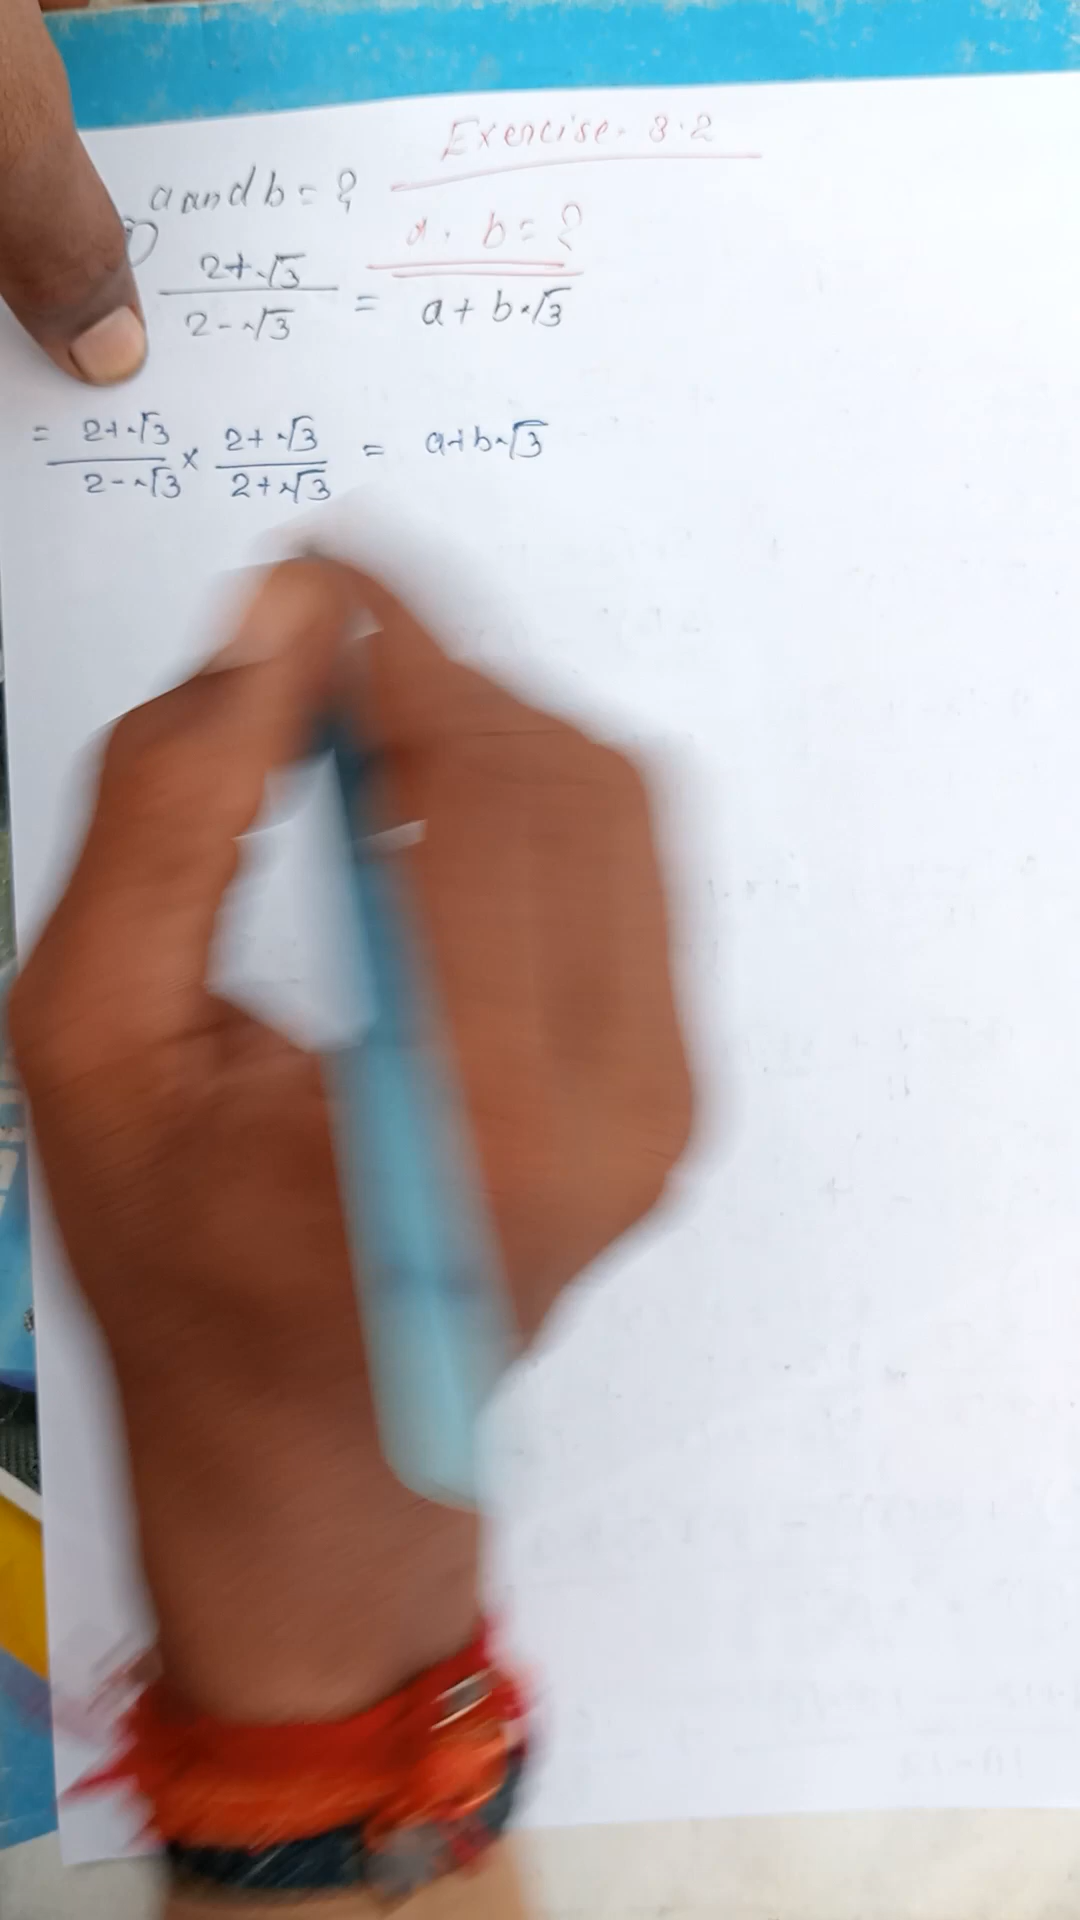 Exercise. 3.2
a and b = ?
a, b = ?
2+√3 / 2-√3 = a+b√3
= 2+√3 / 2-√3 × 2+√3 / 2+√3 = a+b√3